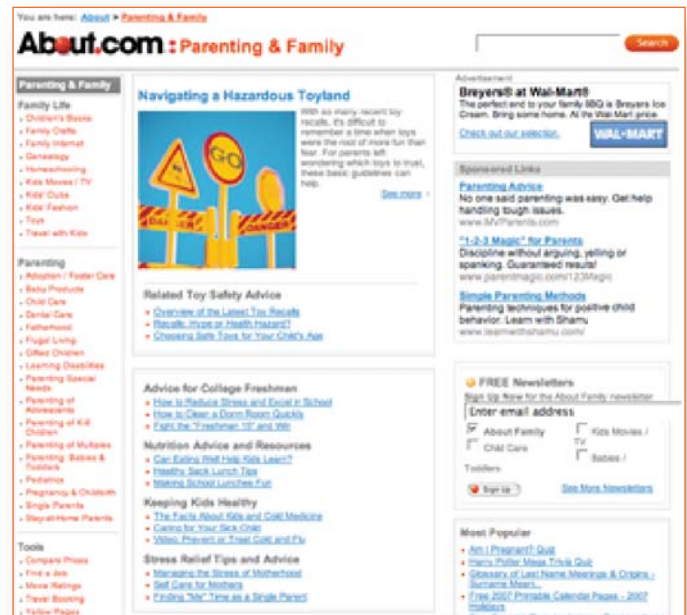 You are here: About > Parenting & Family
About.com : Parenting & Family
Search
Parenting & Family
Family Life
Children's Books
Family Crafts
Family Internet
Genealogy
Homeschooling
Kids Movies / TV
Kids' Clubs
Kids' Fashion
Toys
Travel with Kids
Parenting
Adoption / Foster Care
Baby Products
Child Care
Dental Care
Fatherhood
Frugal Living
Gifted Children
Learning Disabilities
Parenting Special
Needs
Parenting of
Adolescents
Parenting of K-6
Children
Parenting of Multiples
Parenting: Babies &
Toddlers
Pediatrics
Pregnancy & Childbirth
Single Parents
Stay-at-Home Parents
Tools
Compare Prices
Find a Job
Movie Ratings
Travel Booking
Yellow Pages
Navigating a Hazardous Toyland
With so many recent toy
recalls, it's difficult to
remember a time when toys
were the root of more fun than
fear. For parents left
wondering which toys to trust,
these basic guidelines can
help.
See more
GO
DANGER
DANGER
Related Toy Safety Advice
Overview of the Latest Toy Recalls
Recalls: Hype or Health Hazard?
Choosing Safe Toys for Your Child's Age
Advice for College Freshman
How to Reduce Stress and Excel in School
How to Clean a Dorm Room Quickly
Fight the "Freshman 15" and Win
Nutrition Advice and Resources
Can Eating Well Help Kids Learn?
Healthy Sack Lunch Tips
Making School Lunches Fun
Keeping Kids Healthy
The Facts About Kids and Cold Medicine
Caring for Your Sick Child
Video: Prevent or Treat Cold and Flu
Stress Relief Tips and Advice
Managing the Stress of Motherhood
Self Care for Mothers
Finding "Me" Time as a Single Parent
Advertisement
Breyers® at Wal-Mart®
The perfect end to your family BBQ is Breyers Ice
Cream. Bring some home. At the Wal-Mart price.
Check out our selection.
WAL-MART
Sponsored Links
Parenting Advice
No one said parenting was easy. Get help
handling tough issues.
www.MVParents.com
"1-2-3 Magic" for Parents
Discipline without arguing, yelling or
spanking. Guaranteed results!
www.parentmagic.com/123Magic
Simple Parenting Methods
Parenting techniques for positive child
behavior. Learn with Shamu
www.learnwithshamu.com/
FREE Newsletters
Sign Up Now for the About Family newsletter
Enter email address
About Family
Kids Movies /
TV
Child Care
Babies /
Toddlers
Sign Up
See More Newsletters
Most Popular
Am I Pregnant? Quiz
Harry Potter Mega Trivia Quiz
Glossary of Last Name Meanings & Origins -
Surname Meani...
Free 2007 Printable Calendar Pages - 2007
Holidays